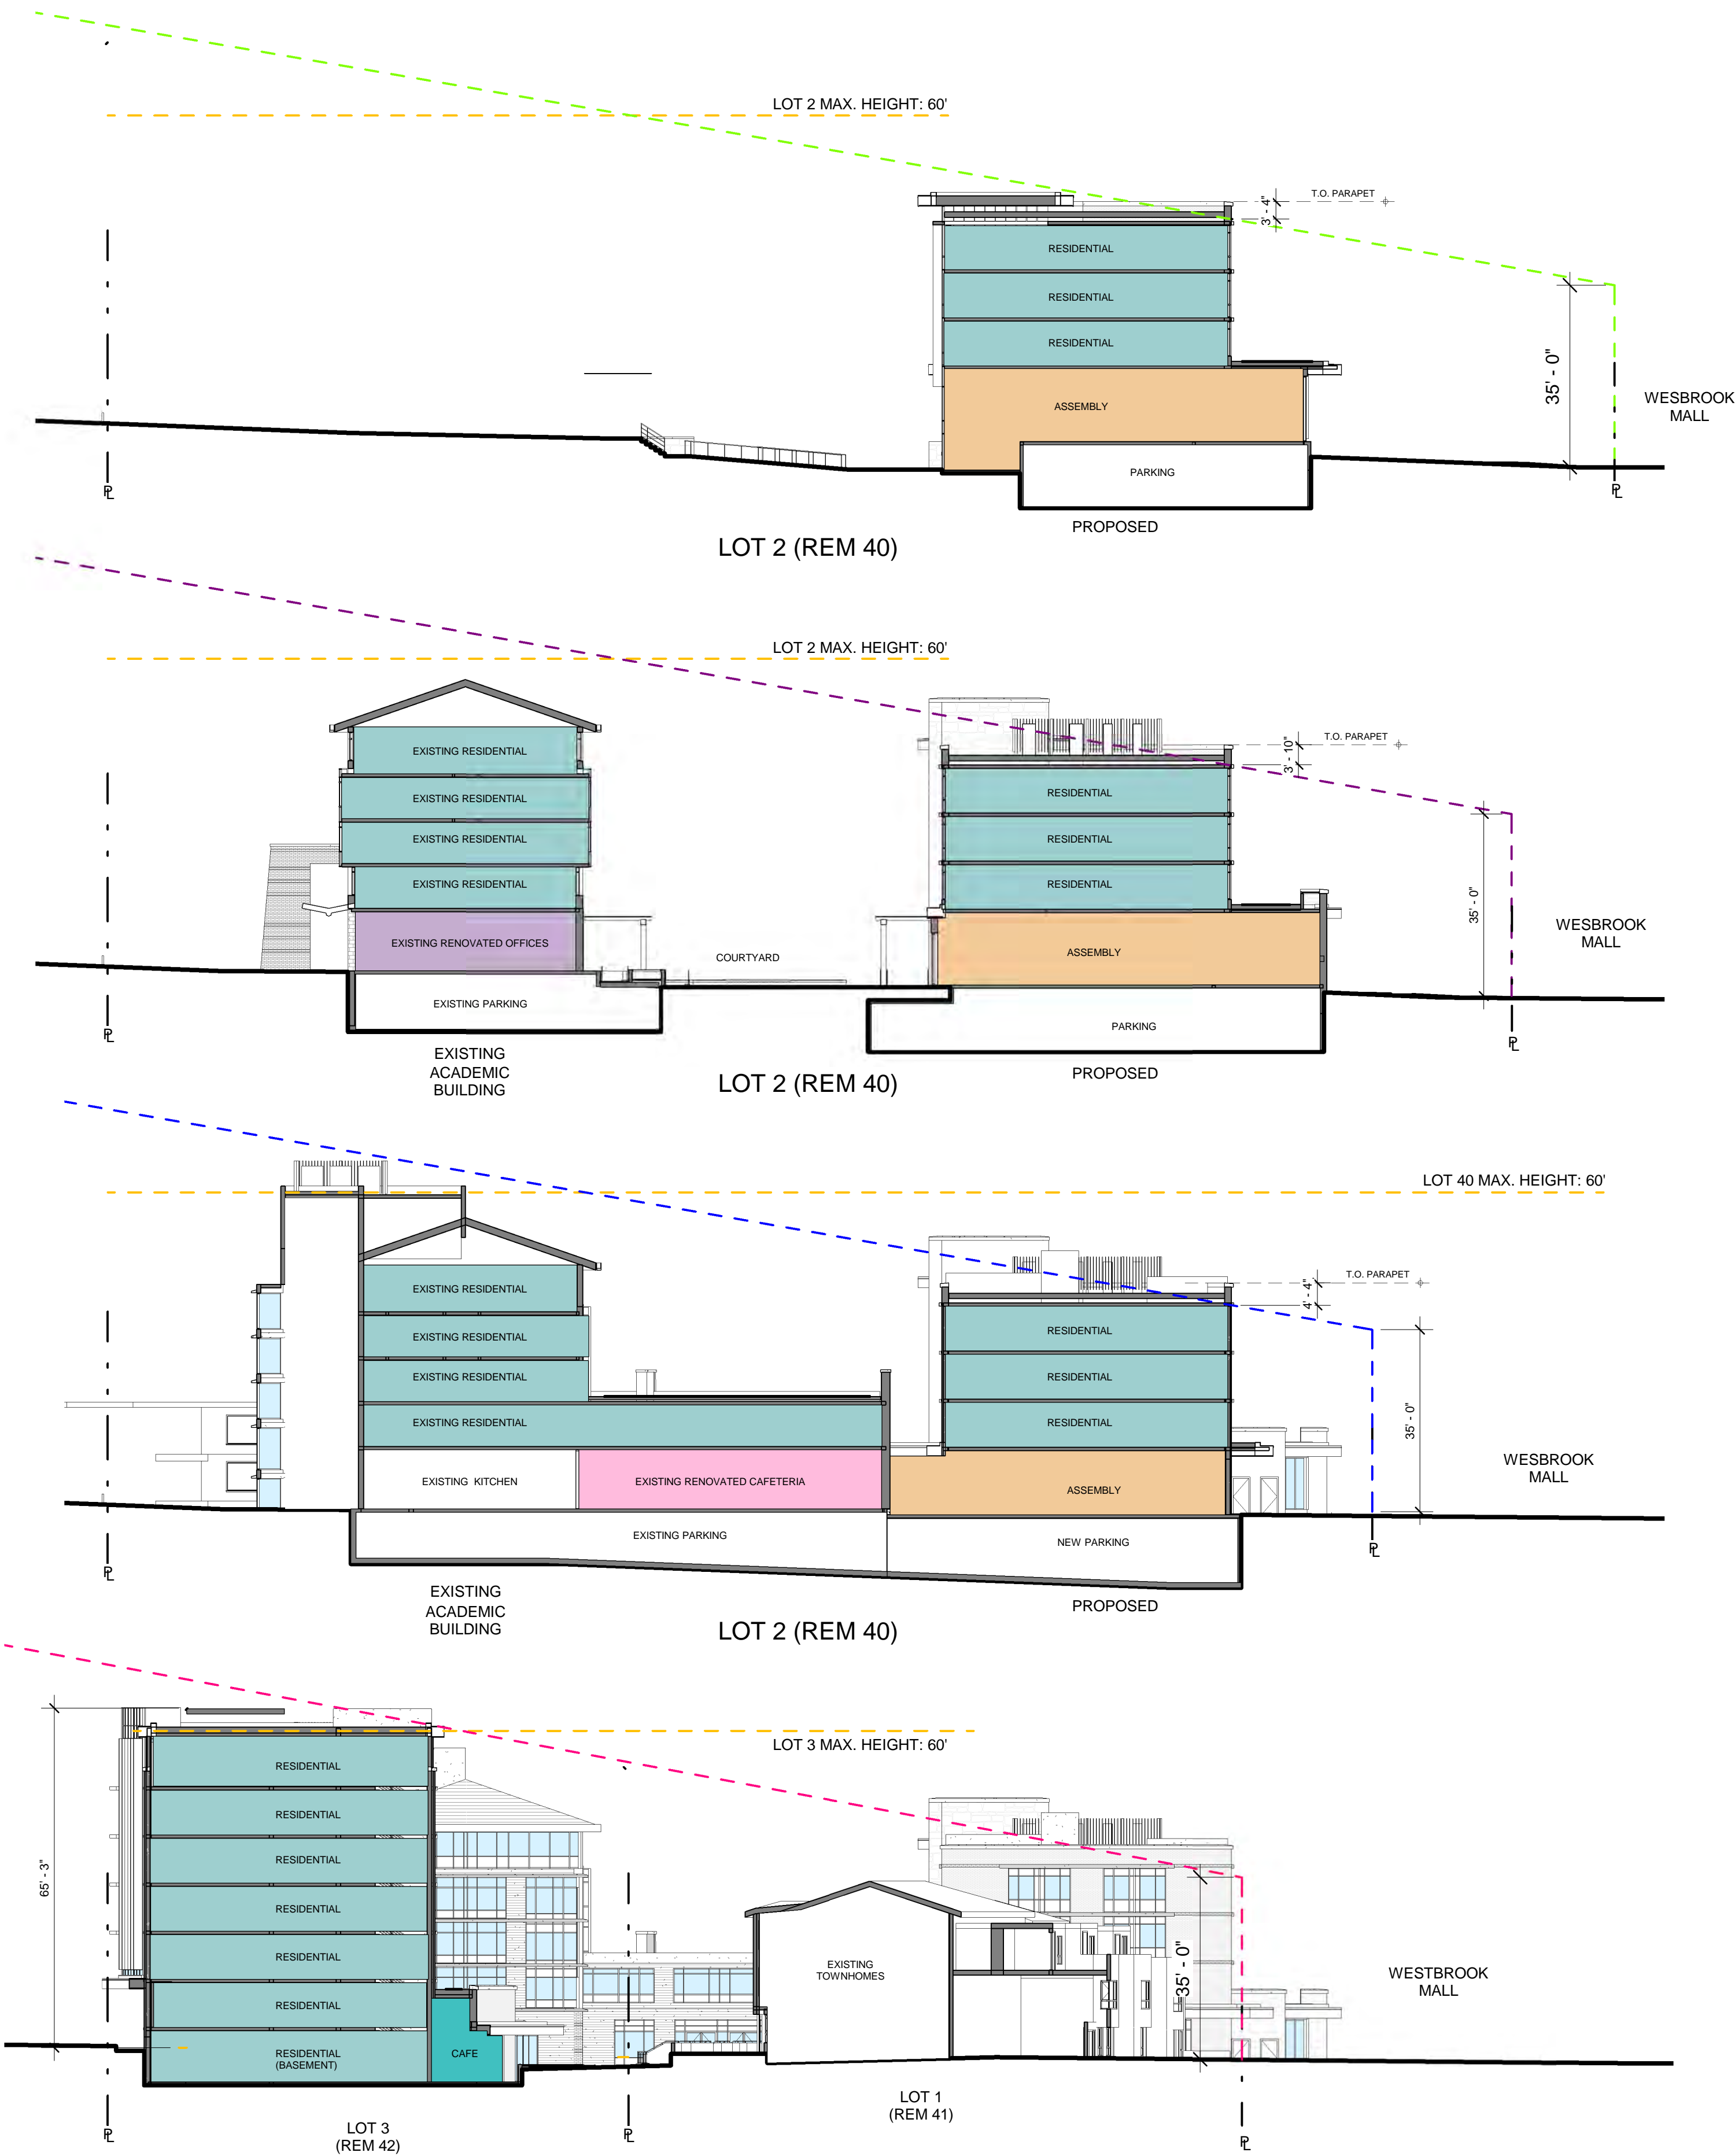 LOT 2 MAX. HEIGHT: 60'
T.O. PARAPET
3' - 4"
RESIDENTIAL
RESIDENTIAL
RESIDENTIAL
35' - 0"
WESBROOK
MALL
ASSEMBLY
PARKING
PL
PL
PROPOSED
LOT 2 (REM 40)
LOT 2 MAX. HEIGHT: 60'
T.O. PARAPET
3' - 10"
EXISTING RESIDENTIAL
EXISTING RESIDENTIAL
EXISTING RESIDENTIAL
EXISTING RESIDENTIAL
EXISTING RENOVATED OFFICES
EXISTING PARKING
COURTYARD
RESIDENTIAL
RESIDENTIAL
RESIDENTIAL
ASSEMBLY
PARKING
35' - 0"
WESBROOK
MALL
PL
PL
EXISTING
ACADEMIC
BUILDING
LOT 2 (REM 40)
PROPOSED
LOT 40 MAX. HEIGHT: 60'
T.O. PARAPET
4' - 4"
EXISTING RESIDENTIAL
EXISTING RESIDENTIAL
EXISTING RESIDENTIAL
EXISTING RESIDENTIAL
EXISTING KITCHEN
EXISTING RENOVATED CAFETERIA
EXISTING PARKING
RESIDENTIAL
RESIDENTIAL
RESIDENTIAL
ASSEMBLY
NEW PARKING
35' - 0"
WESBROOK
MALL
PL
PL
EXISTING
ACADEMIC
BUILDING
LOT 2 (REM 40)
PROPOSED
LOT 3 MAX. HEIGHT: 60'
65' - 3"
RESIDENTIAL
RESIDENTIAL
RESIDENTIAL
RESIDENTIAL
RESIDENTIAL
RESIDENTIAL
RESIDENTIAL
(BASEMENT)
CAFE
EXISTING
TOWNHOMES
35' - 0"
WESTBROOK
MALL
PL
LOT 3
(REM 42)
PL
LOT 1
(REM 41)
PL